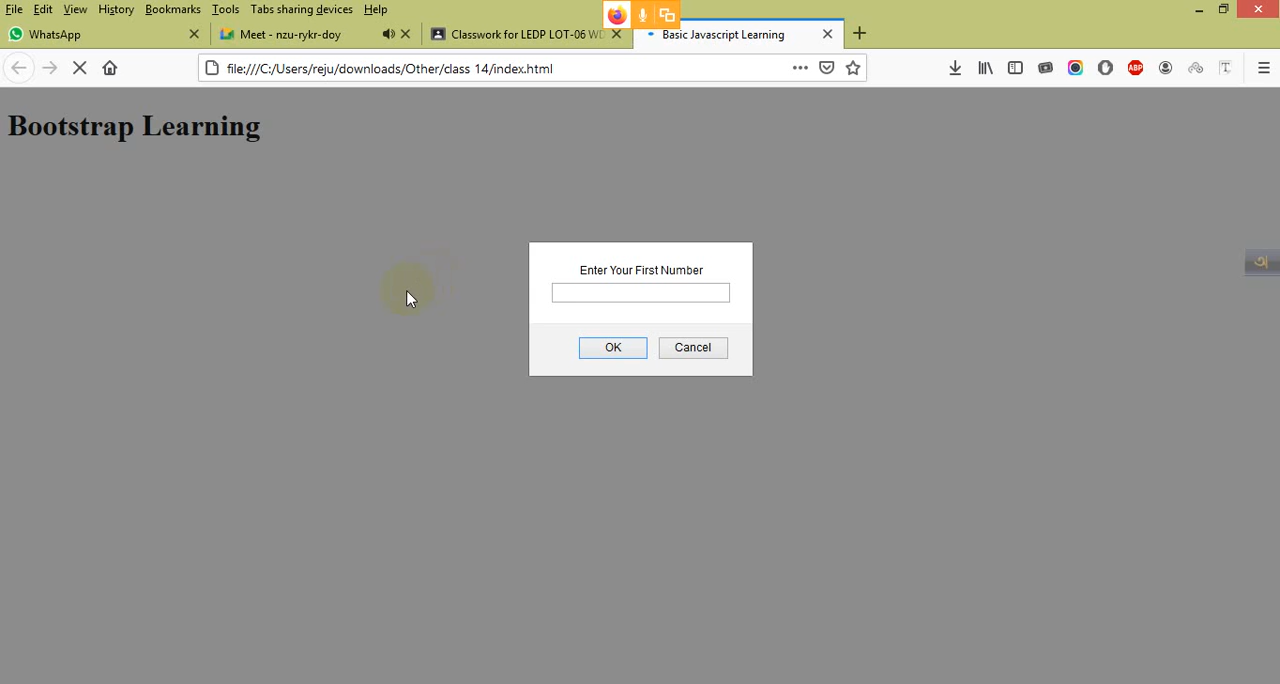 File Edit View History Bookmarks Tools Tabs sharing devices Help
WhatsApp Meet - nzu-rykr-doy Classwork for LEDP LOT-06 WD Basic Javascript Learning
file:///C:/Users/reju/downloads/Other/class 14/index.html ABP T
Bootstrap Learning
Enter Your First Number
OK Cancel
অ